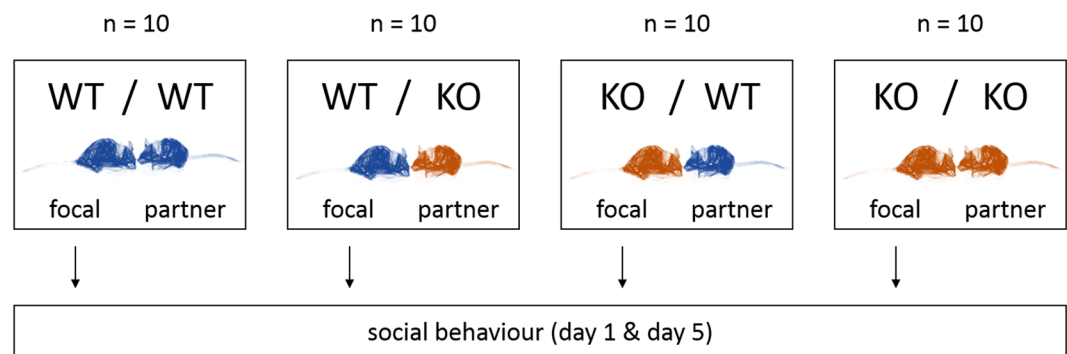 n = 10 n = 10 n = 10 n = 10
WT / WT WT / KO KO / WT KO / KO
focal partner focal partner focal partner focal partner
social behaviour (day 1 & day 5)